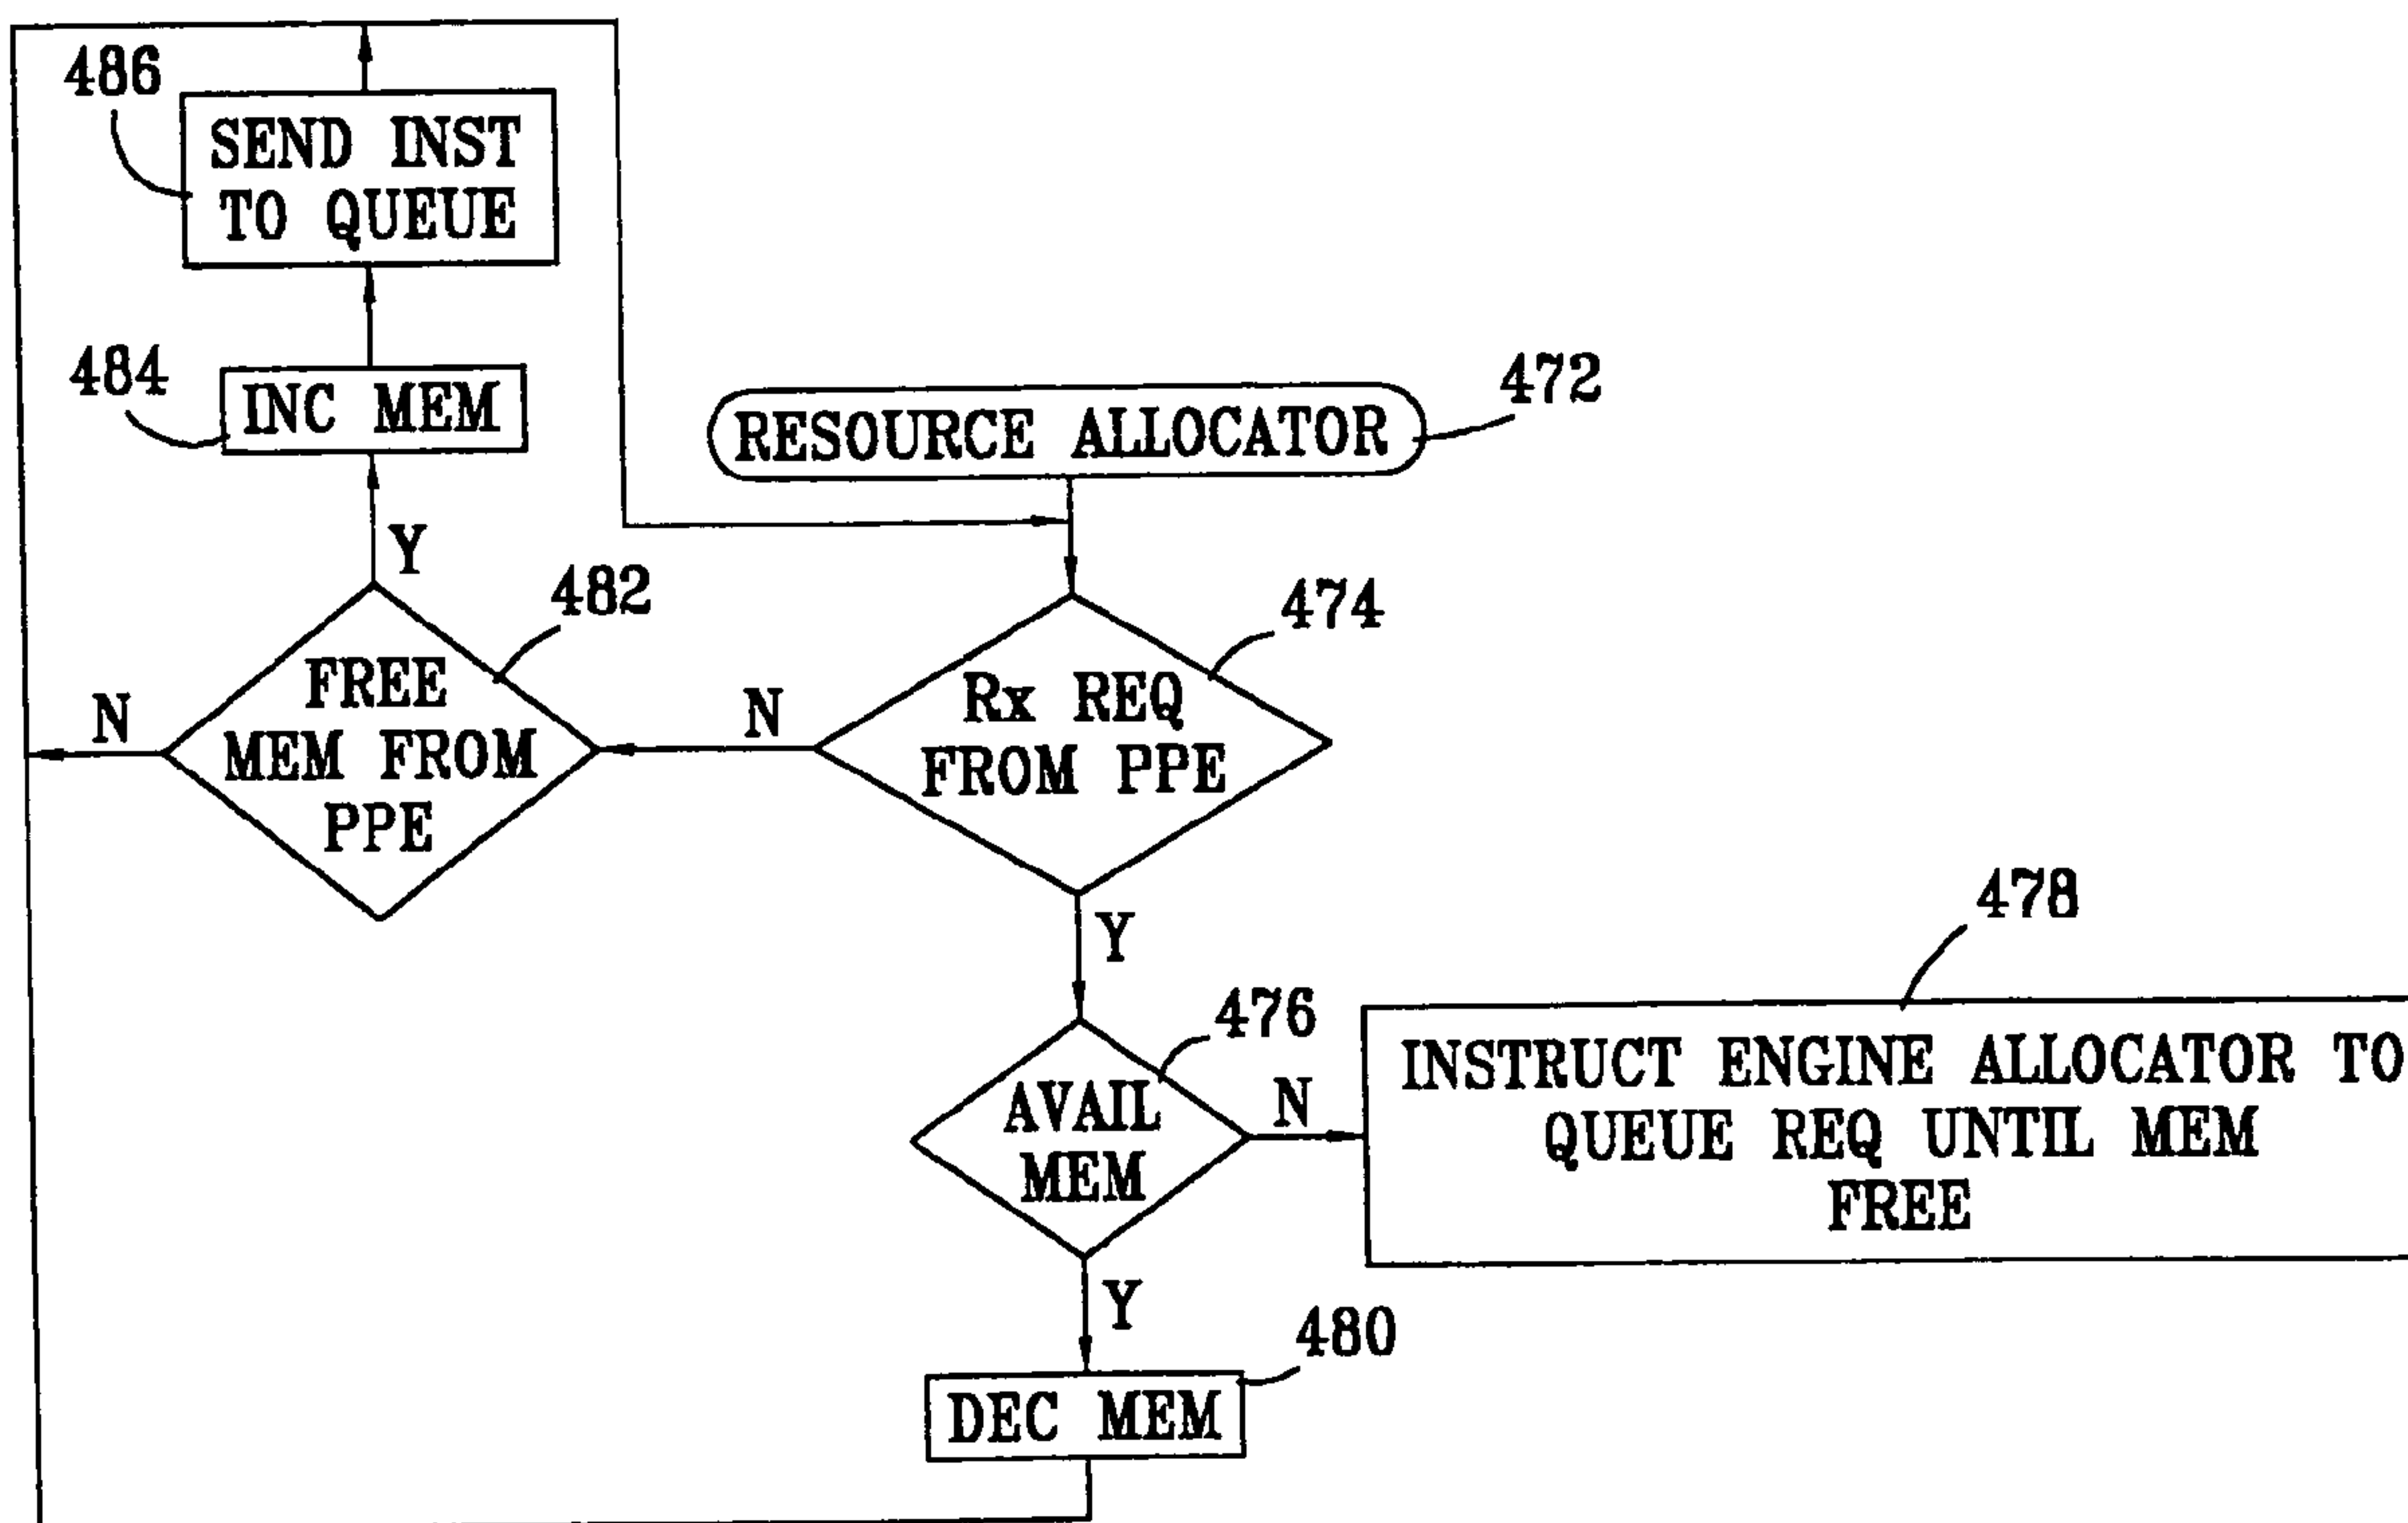 486
SEND INST
TO QUEUE
484
INC MEM
472
RESOURCE ALLOCATOR
Y
482
474
FREE
MEM FROM
PPE
N
N
Rx REQ
FROM PPE
Y
478
476
AVAIL
MEM
N
INSTRUCT ENGINE ALLOCATOR TO
QUEUE REQ UNTIL MEM
FREE
Y
480
DEC MEM